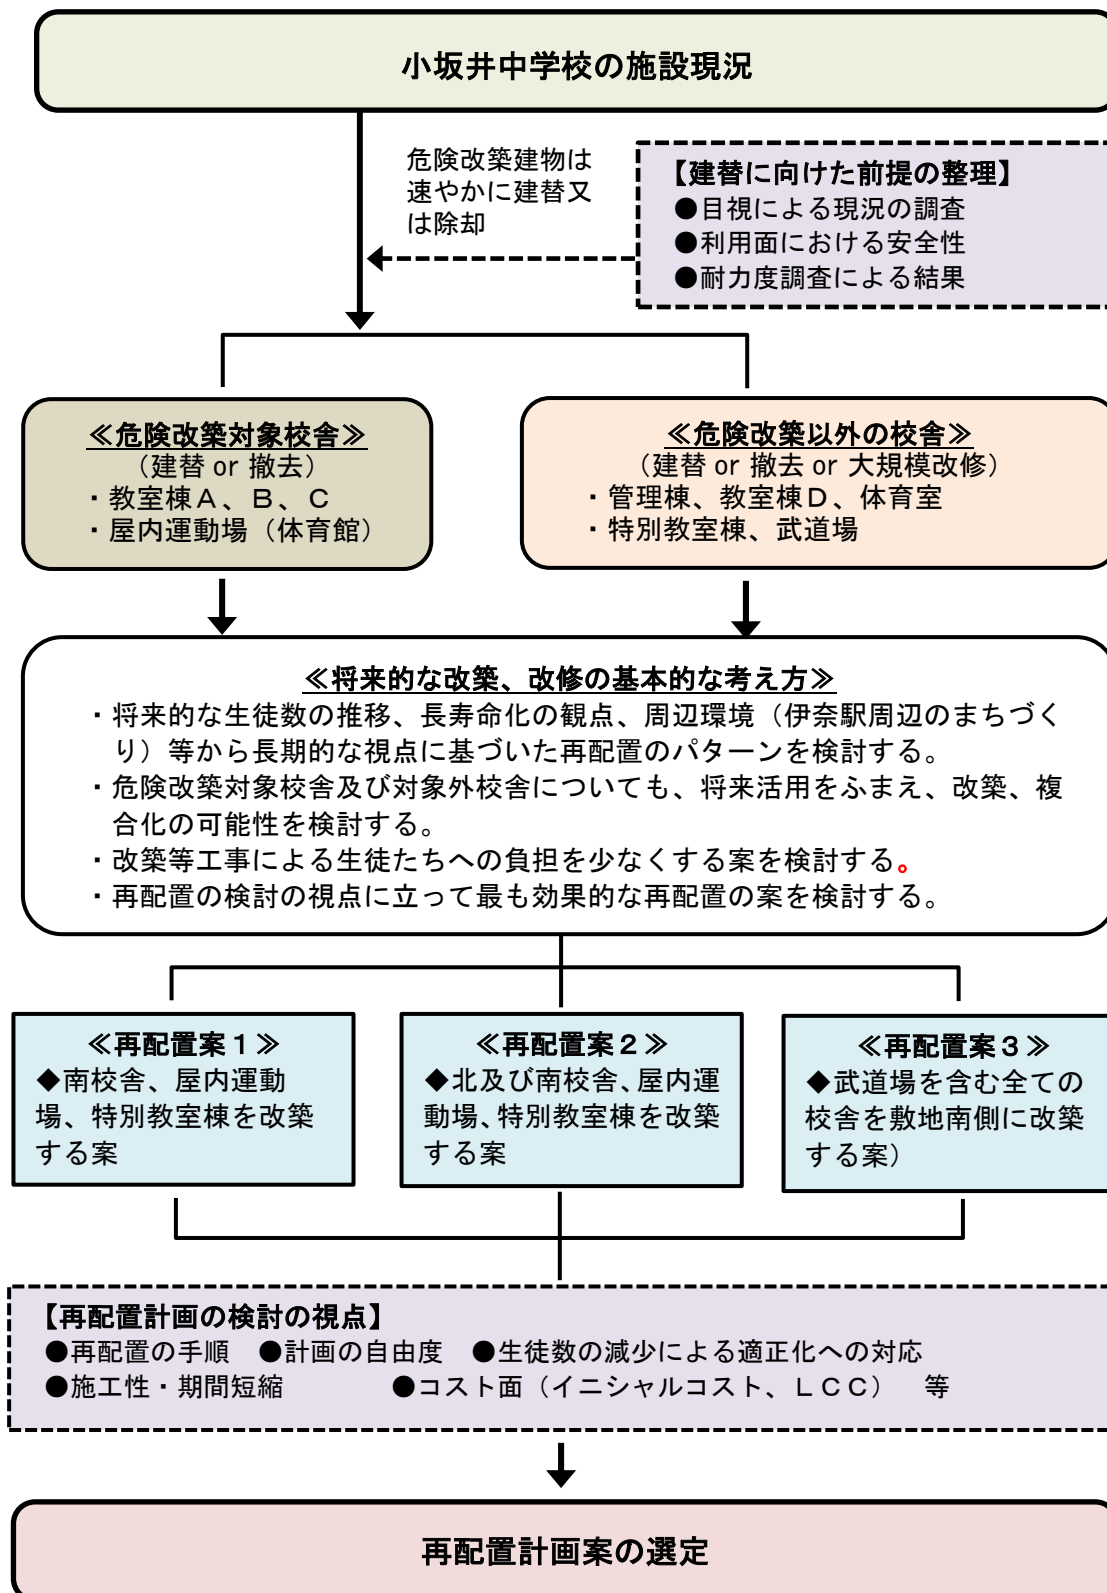 小坂井中学校の施設現況
危険改築建物は
速やかに建替又
は除却
【建替に向けた前提の整理】
●目視による現況の調査
●利用面における安全性
●耐力度調査による結果
≪危険改築対象校舎≫
（建替 or 撤去）
・教室棟Ａ、Ｂ、Ｃ
・屋内運動場（体育館）
≪危険改築以外の校舎≫
（建替 or 撤去 or 大規模改修）
・管理棟、教室棟Ｄ、体育室
・特別教室棟、武道場
≪将来的な改築、改修の基本的な考え方≫
・将来的な生徒数の推移、長寿命化の観点、周辺環境（伊奈駅周辺のまちづく
り）等から長期的な視点に基づいた再配置のパターンを検討する。
・危険改築対象校舎及び対象外校舎についても、将来活用をふまえ、改築、複
合化の可能性を検討する。
・改築等工事による生徒たちへの負担を少なくする案を検討する。
・再配置の検討の視点に立って最も効果的な再配置の案を検討する。
≪再配置案１≫
◆南校舎、屋内運動
場、特別教室棟を改築
する案
≪再配置案２≫
◆北及び南校舎、屋内運
動場、特別教室棟を改築
する案
≪再配置案３≫
◆武道場を含む全ての
校舎を敷地南側に改築
する案）
【再配置計画の検討の視点】
●再配置の手順　●計画の自由度　●生徒数の減少による適正化への対応
●施工性・期間短縮　　　　●コスト面（イニシャルコスト、ＬＣＣ）　等
再配置計画案の選定